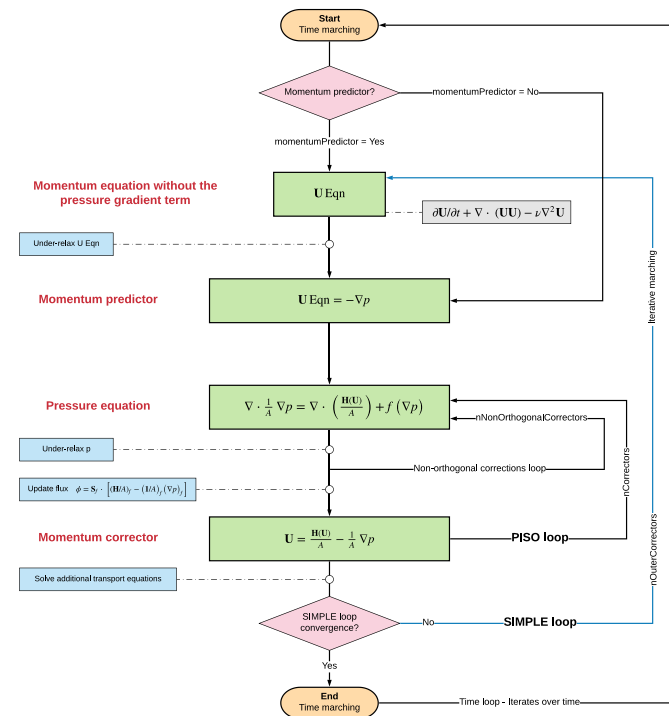 Start
Time marching
Momentum predictor?
momentumPredictor = No
momentumPredictor = Yes
Momentum equation without the
pressure gradient term
U Eqn
∂U/∂t + ∇ · (UU) − ν∇²U
Under-relax U Eqn
Iterative marching
Momentum predictor
U Eqn = −∇p
Pressure equation
∇ · 1/A ∇p = ∇ · (H(U)/A) + f (∇p)
nNonOrthogonalCorrectors
Under-relax p
Non-orthogonal corrections loop
nCorrectors
Update flux ϕ = S_f · [(H/A)_f − (1/A)_f (∇p)_f]
Momentum corrector
U = H(U)/A − 1/A ∇p
PISO loop
nOuterCorrectors
Solve additional transport equations
SIMPLE loop
convergence?
No
SIMPLE loop
Yes
End
Time marching
Time loop - Iterates over time